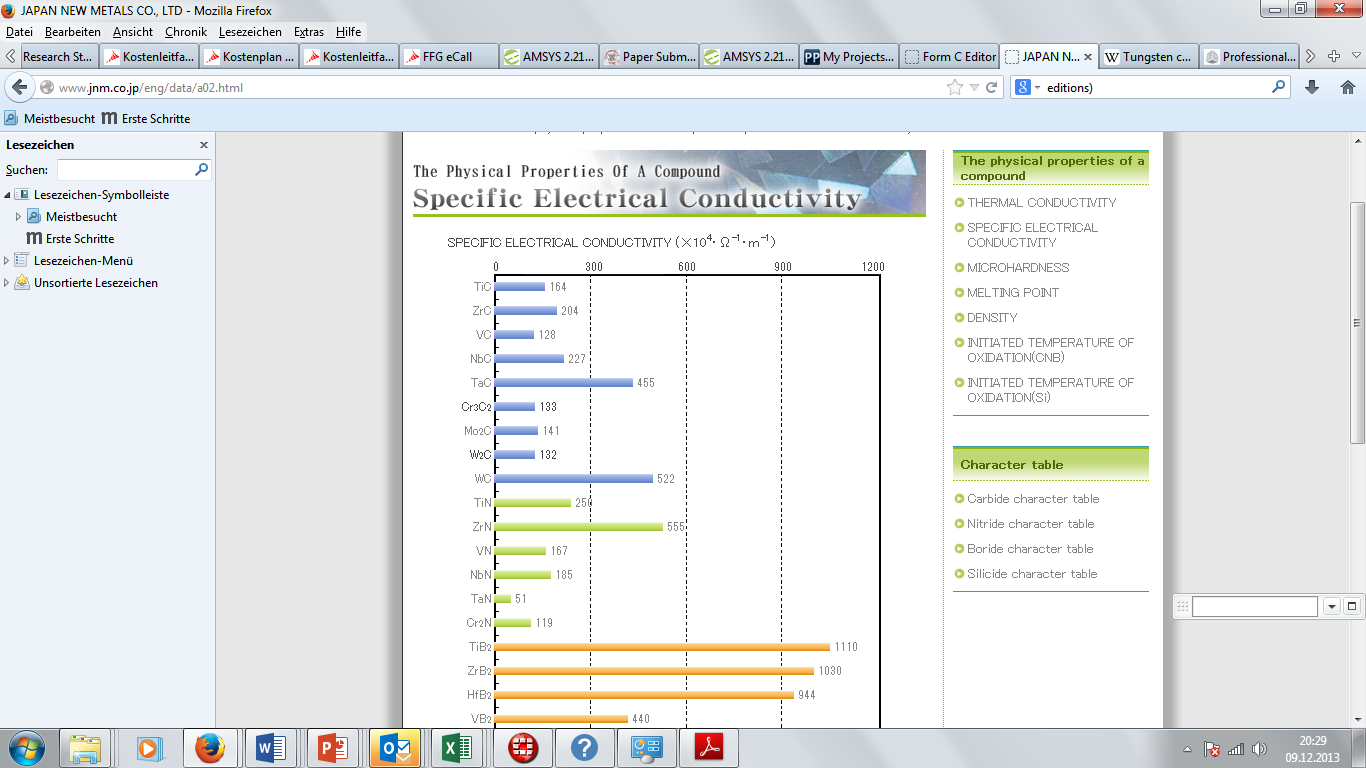 JAPAN NEW METALS CO., LTD - Mozilla Firefox
Datei Bearbeiten Ansicht Chronik Lesezeichen Extras Hilfe
Research St... Kostenleitfa... Kostenplan ... Kostenleitfa... FFG eCall AMSYS 2.21... Paper Subm... AMSYS 2.21... PP My Projects... Form C Editor JAPAN N... W Tungsten c... Professional...
www.jnm.co.jp/eng/data/a02.html
editions)
Meistbesucht Erste Schritte
Lesezeichen
Suchen:
Lesezeichen-Symbolleiste
Meistbesucht
Erste Schritte
Lesezeichen-Menü
Unsortierte Lesezeichen
The Physical Properties Of A Compound
Specific Electrical Conductivity
SPECIFIC ELECTRICAL CONDUCTIVITY (×10⁴· Ω⁻¹·m⁻¹)
0 300 600 900 1200
TiC 164
ZrC 204
VC 128
NbC 227
TaC 455
Cr3C2 133
Mo2C 141
W2C 132
WC 522
TiN 250
ZrN 555
VN 167
NbN 185
TaN 51
Cr2N 119
TiB2 1110
ZrB2 1030
HfB2 944
VB2 440
The physical properties of a
compound
THERMAL CONDUCTIVITY
SPECIFIC ELECTRICAL
CONDUCTIVITY
MICROHARDNESS
MELTING POINT
DENSITY
INITIATED TEMPERATURE OF
OXIDATION(CNB)
INITIATED TEMPERATURE OF
OXIDATION(Si)
Character table
Carbide character table
Nitride character table
Boride character table
Silicide character table
20:29
09.12.2013